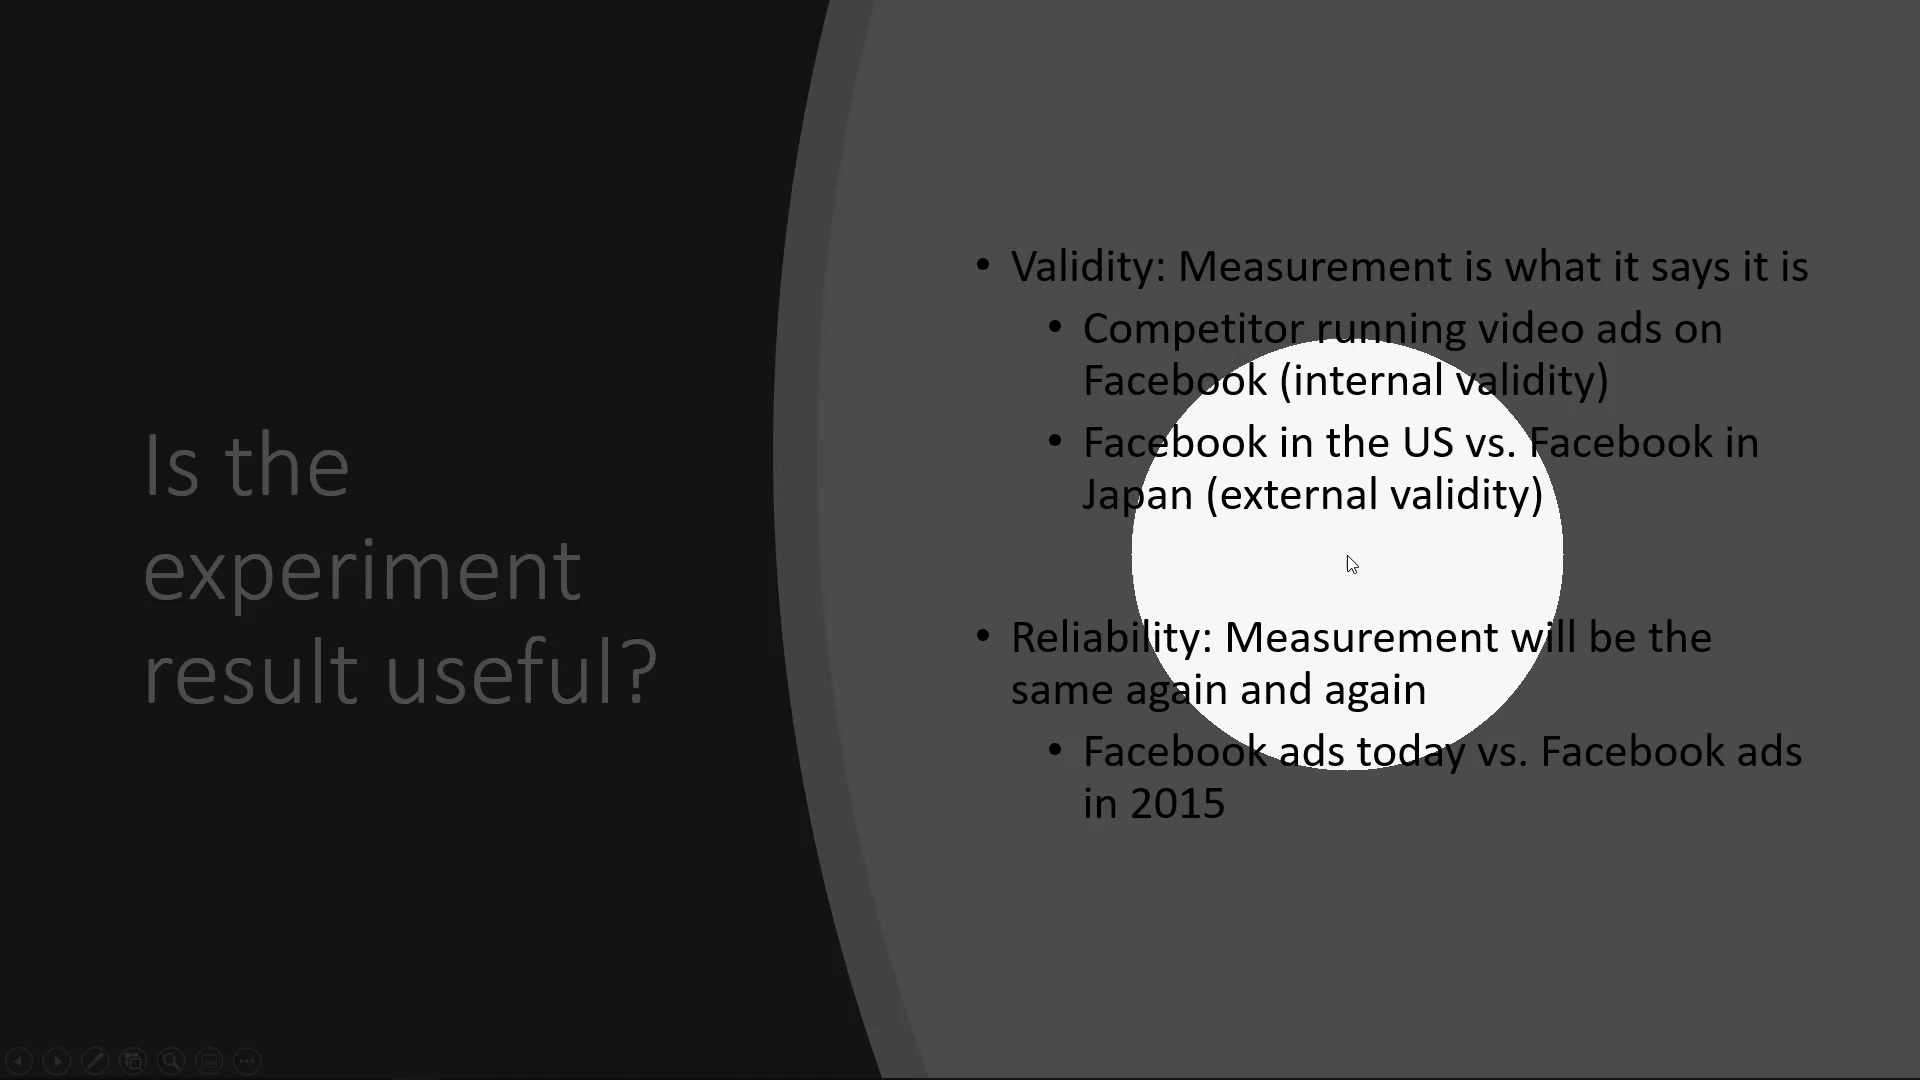 Is the
experiment
result useful?
• Validity: Measurement is what it says it is
• Competitor running video ads on
Facebook (internal validity)
• Facebook in the US vs. Facebook in
Japan (external validity)
• Reliability: Measurement will be the
same again and again
• Facebook ads today vs. Facebook ads
in 2015